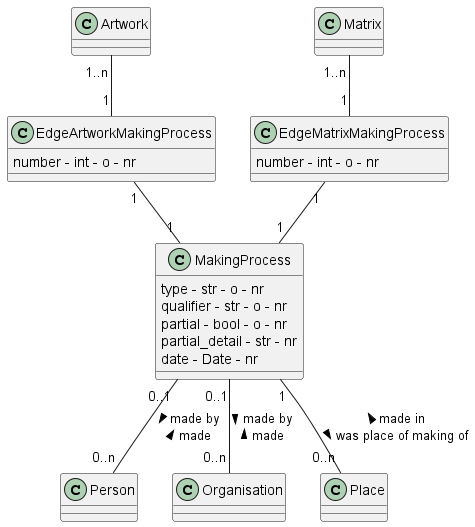 C Artwork
C Matrix
1..n
1..n
1
1
C EdgeArtworkMakingProcess
number - int - o - nr
C EdgeMatrixMakingProcess
number - int - o - nr
1
1
1
1
C MakingProcess
type - str - o - nr
qualifier - str - o - nr
partial - bool - o - nr
partial_detail - str - nr
date - Date - nr
0..1
0..1
1
made by
made
made by
made
made in
was place of making of
0..n
0..n
0..n
C Person
C Organisation
C Place